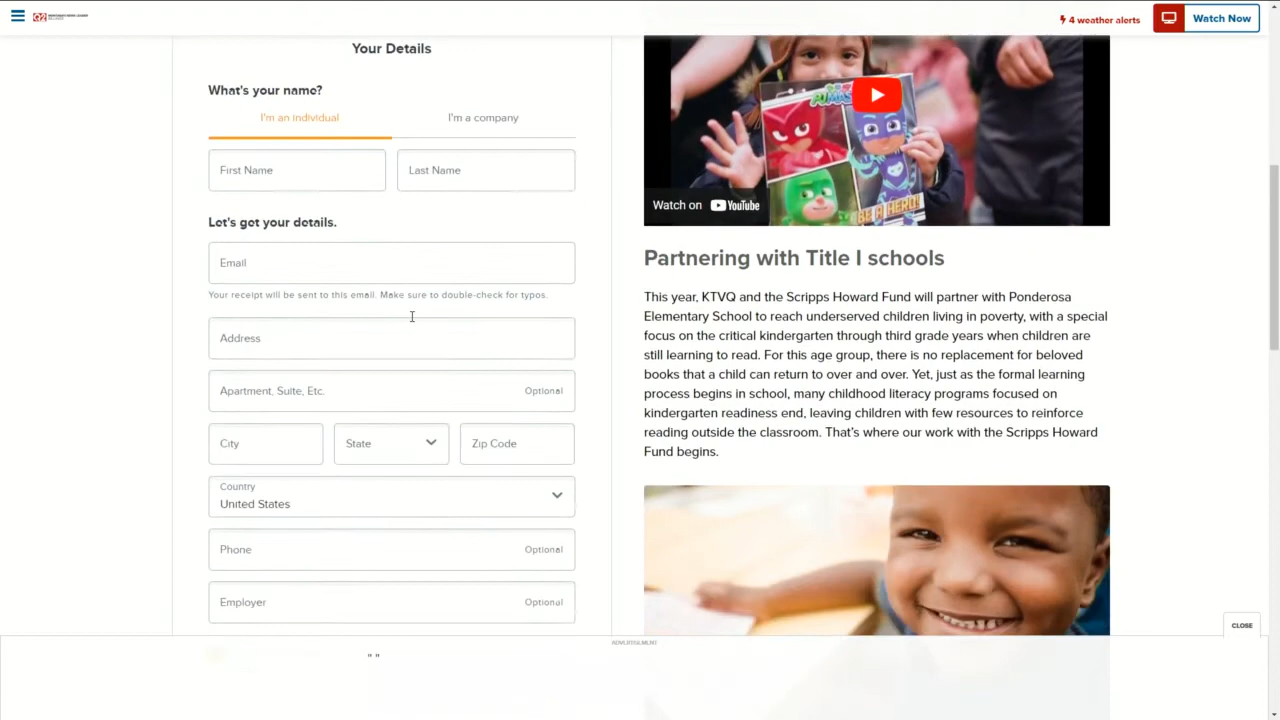 Q2
4 weather alerts
Watch Now
Your Details
What's your name?
I'm an individual
I'm a company
First Name
Last Name
Let's get your details.
Email
Your receipt will be sent to this email. Make sure to double-check for typos.
Address
Apartment, Suite, Etc.
Optional
City
State
Zip Code
Country
United States
Phone
Optional
Employer
Optional
PJ MASKS
BE A HERO!
Watch on YouTube
Partnering with Title I schools
This year, KTVQ and the Scripps Howard Fund will partner with Ponderosa
Elementary School to reach underserved children living in poverty, with a special
focus on the critical kindergarten through third grade years when children are
still learning to read. For this age group, there is no replacement for beloved
books that a child can return to over and over. Yet, just as the formal learning
process begins in school, many childhood literacy programs focused on
kindergarten readiness end, leaving children with few resources to reinforce
reading outside the classroom. That's where our work with the Scripps Howard
Fund begins.
CLOSE
ADVERTISEMENT
" "